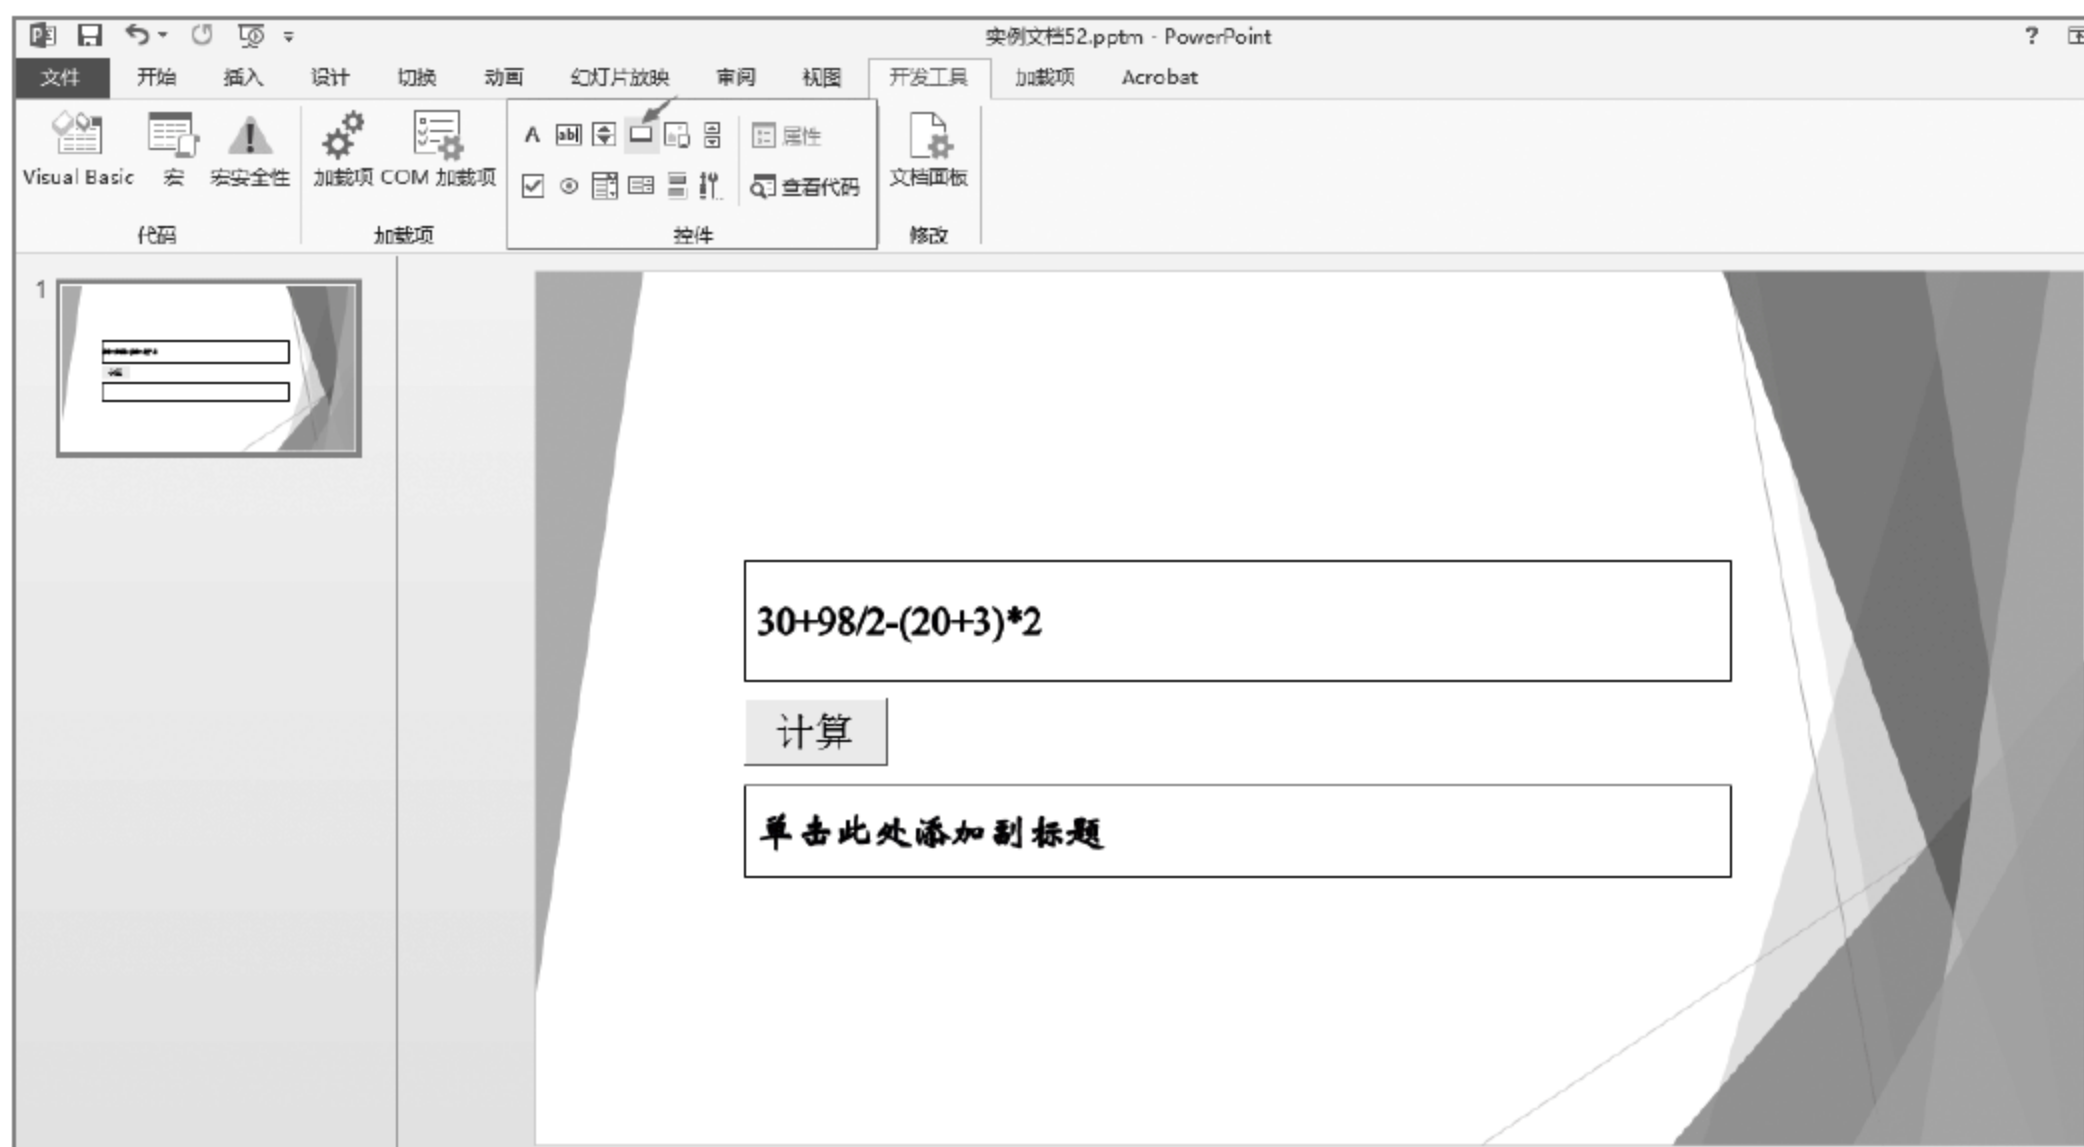 实例文档52.pptm - PowerPoint
?
文件 开始 插入 设计 切换 动画 幻灯片放映 审阅 视图 开发工具 加载项 Acrobat
A abl 属性
Visual Basic 宏 宏安全性 加载项 COM 加载项 查看代码 文档面板
代码 加载项 控件 修改
1
30+98/2-(20+3)*2
计算
单击此处添加副标题